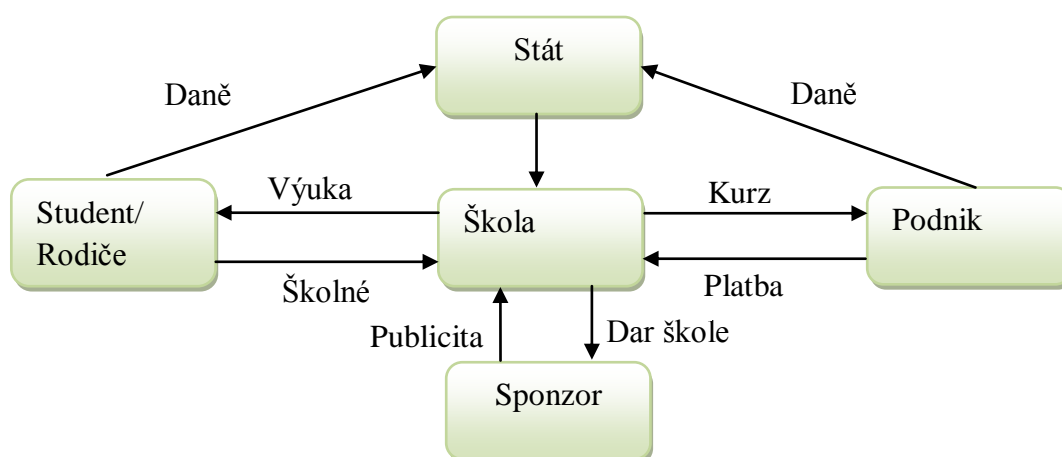 Stát
Daně
Daně
Výuka
Kurz
Student/
Rodiče
Škola
Podnik
Školné
Platba
Publicita
Dar škole
Sponzor